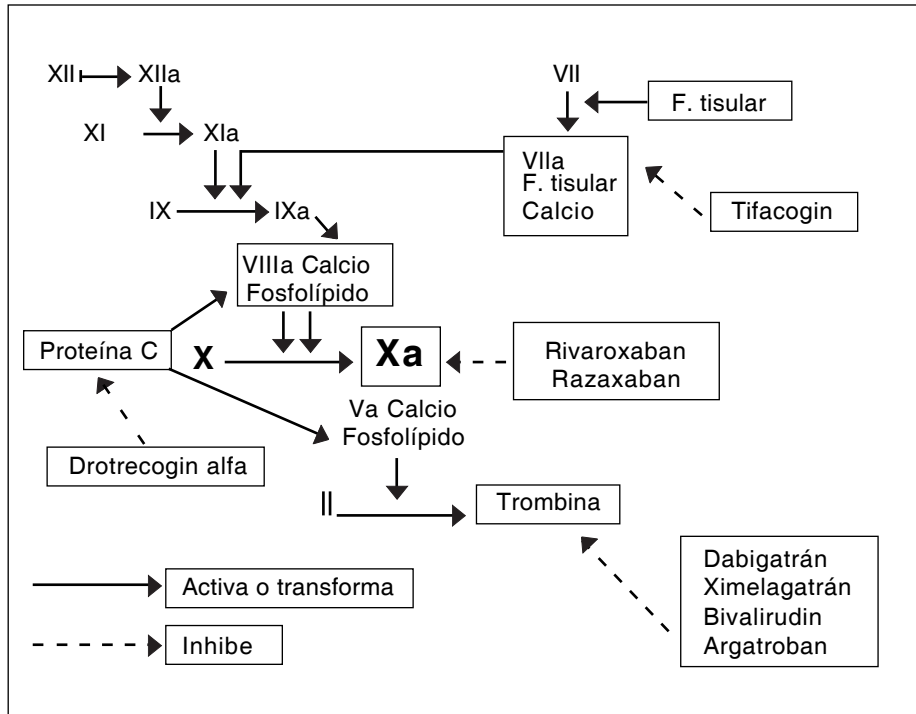 XII XIIa
VII
F. tisular
XI XIa
VIIa
F. tisular
Calcio
Tifacogin
IX IXa
VIIIa Calcio
Fosfolípido
Proteína C
X Xa
Rivaroxaban
Razaxaban
Va Calcio
Fosfolípido
Drotrecogin alfa
II Trombina
Dabigatrán
Ximelagatrán
Bivalirudin
Argatroban
Activa o transforma
Inhibe